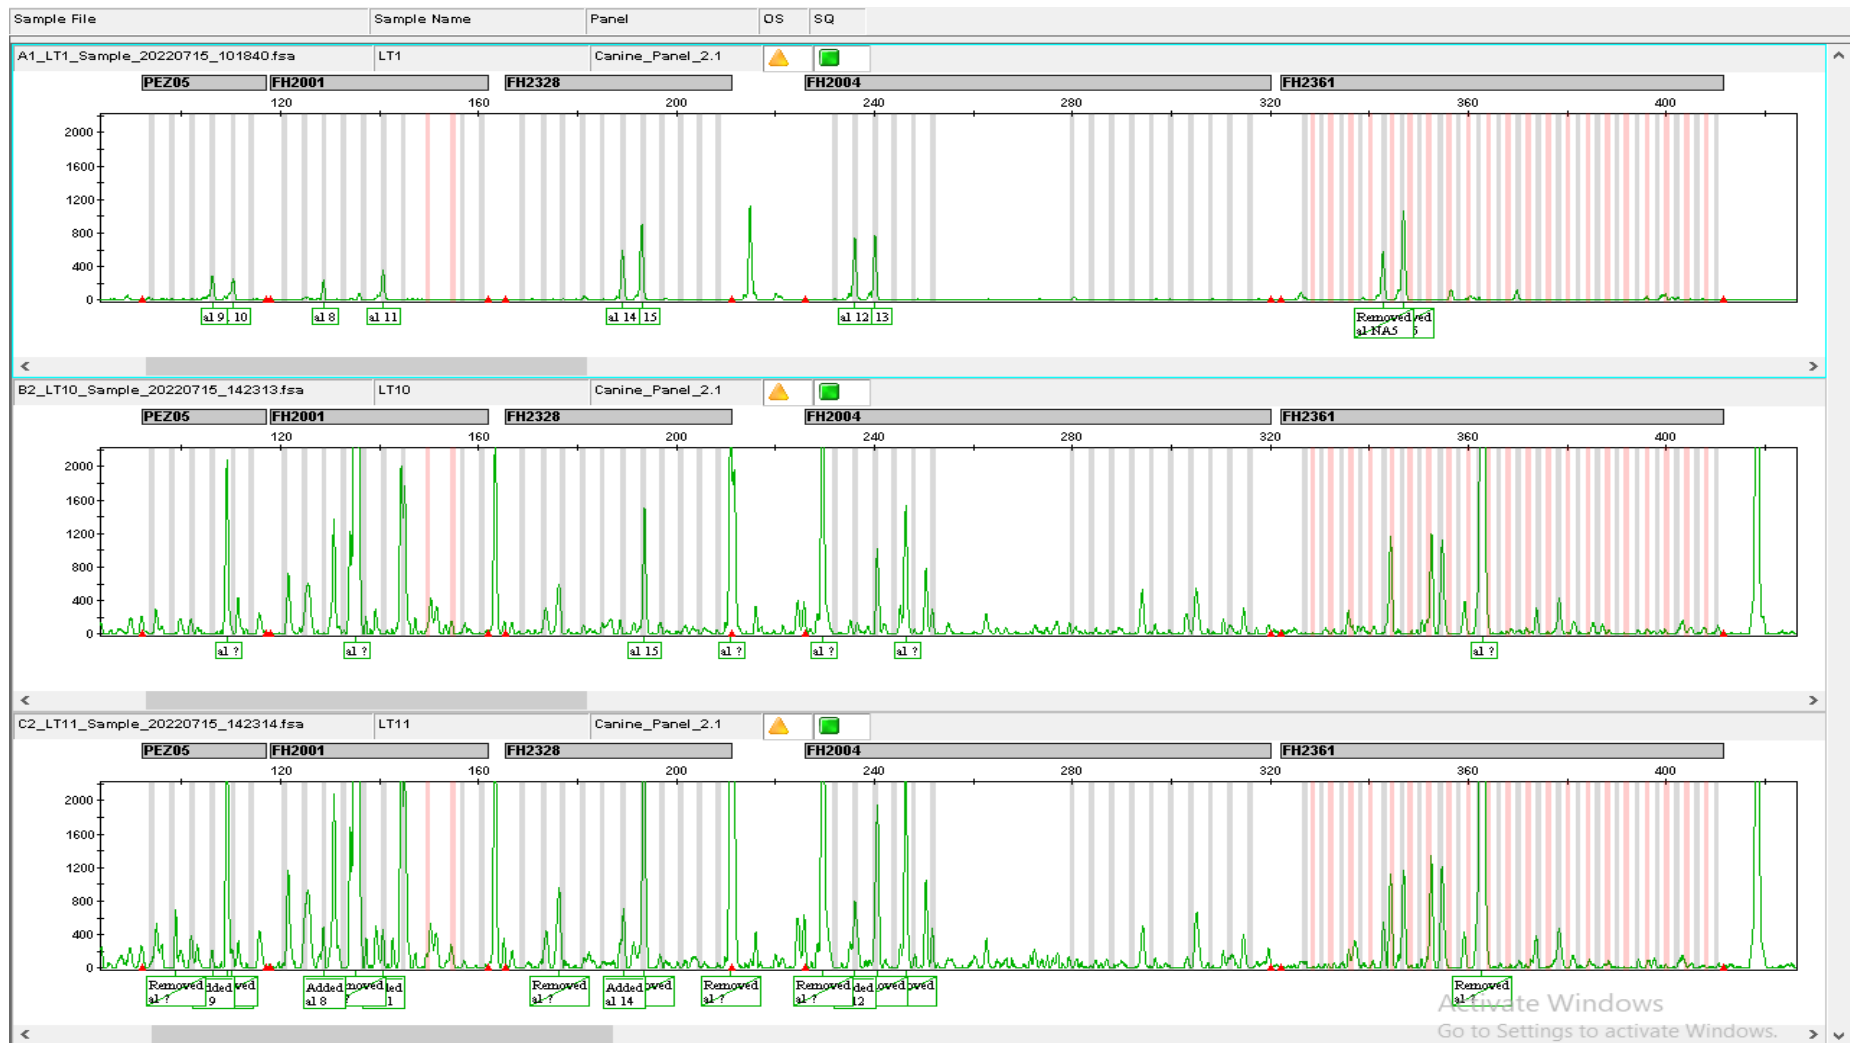 Sample File Sample Name Panel OS SQ
A1_LT1_Sample_20220715_101840.fsa LT1 Canine_Panel_2.1
PEZ05 FH2001 FH2328 FH2004 FH2361
120 160 200 240 280 320 360 400
2000
1600
1200
800
400
0
al 9 10 al 8 al 11 al 14 15 al 12 13 Removed
al NA5
B2_LT10_Sample_20220715_142313.fsa LT10 Canine_Panel_2.1
PEZ05 FH2001 FH2328 FH2004 FH2361
120 160 200 240 280 320 360 400
2000
1600
1200
800
400
0
al ? al ? al 15 al ? al ? al ? al ?
C2_LT11_Sample_20220715_142314.fsa LT11 Canine_Panel_2.1
PEZ05 FH2001 FH2328 FH2004 FH2361
120 160 200 240 280 320 360 400
2000
1600
1200
800
400
0
Removed Added Removed Added Removed Removed Removed
al ? 9 al 8 al ? al 14 al ? al ? 12 al ?
Activate Windows
Go to Settings to activate Windows.